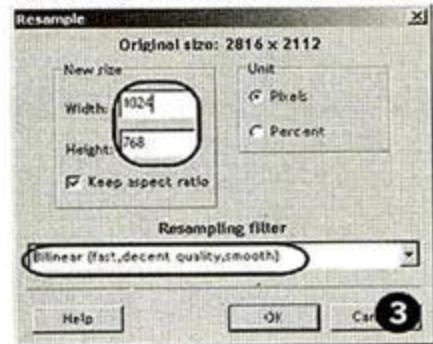 Resample
Original size: 2816 x 2112
New size
Unit
Width: 1024
Pixels
Height: 768
Percent
Keep aspect ratio
Resampling filter
Bilinear (fast,decent quality,smooth)
Help
OK
3